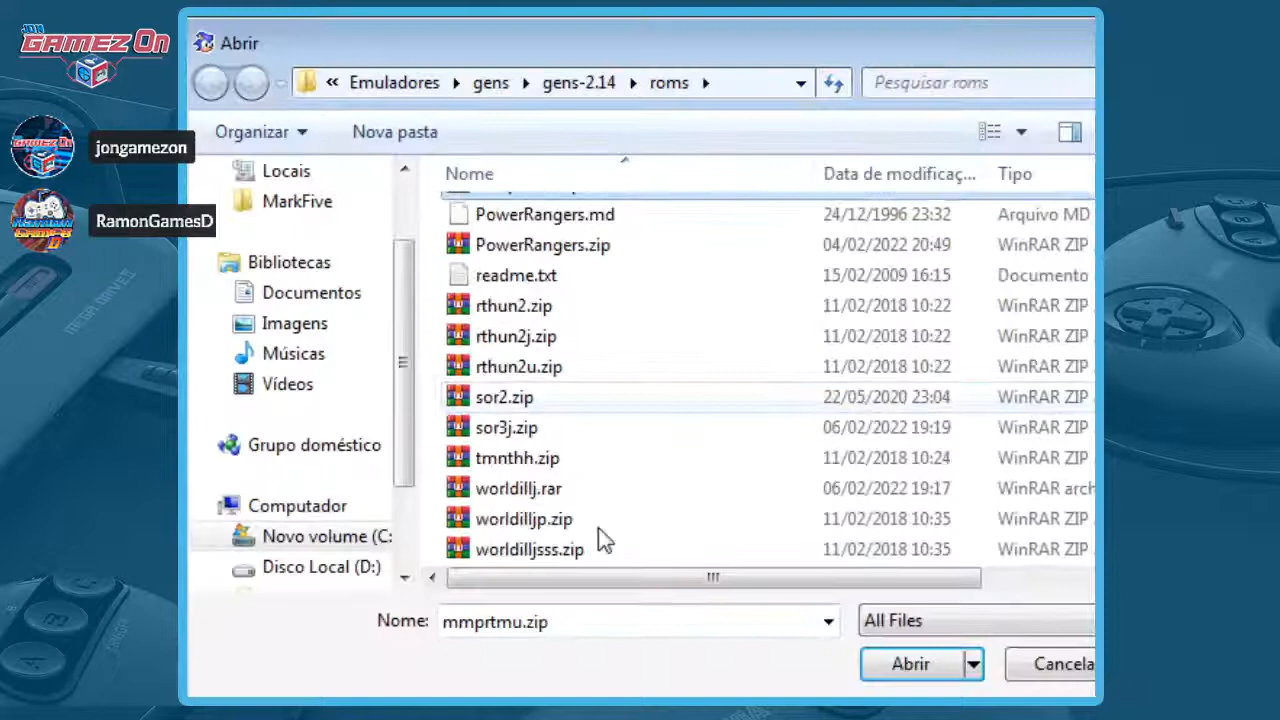 JON
GAMEZ ON
jongamezon
RamonGamesD
Abrir
« Emuladores gens gens-2.14 roms
Pesquisar roms
Organizar
Nova pasta
Locais
MarkFive
Bibliotecas
Documentos
Imagens
Músicas
Vídeos
Grupo doméstico
Computador
Novo volume (C:
Disco Local (D:)
Nome Data de modificaç... Tipo
PowerRangers.md 24/12/1996 23:32 Arquivo MD
PowerRangers.zip 04/02/2022 20:49 WinRAR ZIP
readme.txt 15/02/2009 16:15 Documento
rthun2.zip 11/02/2018 10:22 WinRAR ZIP
rthun2j.zip 11/02/2018 10:22 WinRAR ZIP
rthun2u.zip 11/02/2018 10:22 WinRAR ZIP
sor2.zip 22/05/2020 23:04 WinRAR ZIP
sor3j.zip 06/02/2022 19:19 WinRAR ZIP
tmnthh.zip 11/02/2018 10:24 WinRAR ZIP
worldillj.rar 06/02/2022 19:17 WinRAR arch
worldilljp.zip 11/02/2018 10:35 WinRAR ZIP
worldilljsss.zip 11/02/2018 10:35 WinRAR ZIP
Nome: mmprtmu.zip
All Files
Abrir
Cancela
MEGA DRIVE II